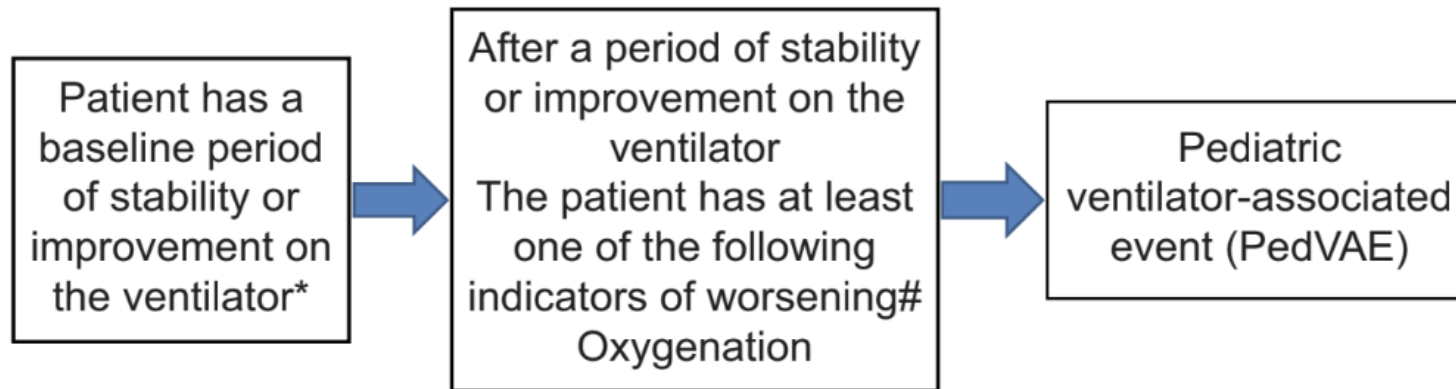 Patient has a
baseline period
of stability or
improvement on
the ventilator*
After a period of stability
or improvement on the
ventilator
The patient has at least
one of the following
indicators of worsening#
Oxygenation
Pediatric
ventilator-associated
event (PedVAE)